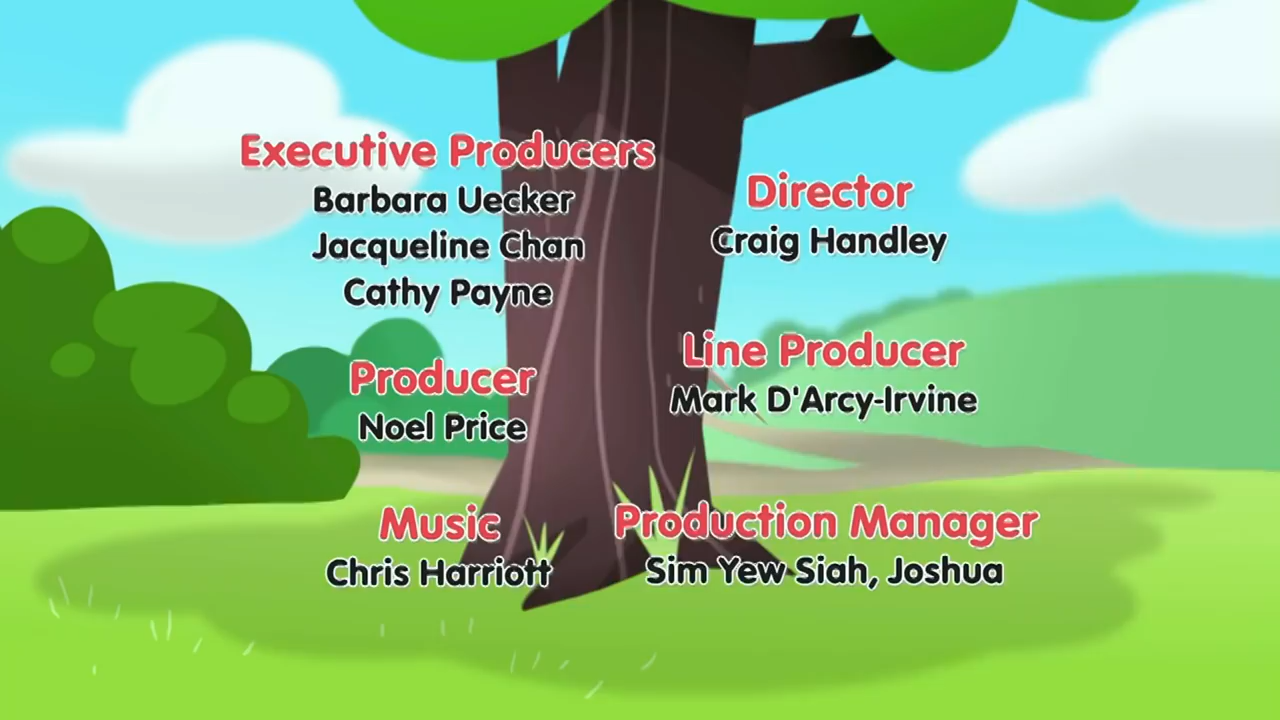 Executive Producers
Barbara Uecker
Jacqueline Chan
Cathy Payne
Producer
Noel Price
Music
Chris Harriott
Director
Craig Handley
Line Producer
Mark D'Arcy-Irvine
Production Manager
Sim Yew Siah, Joshua